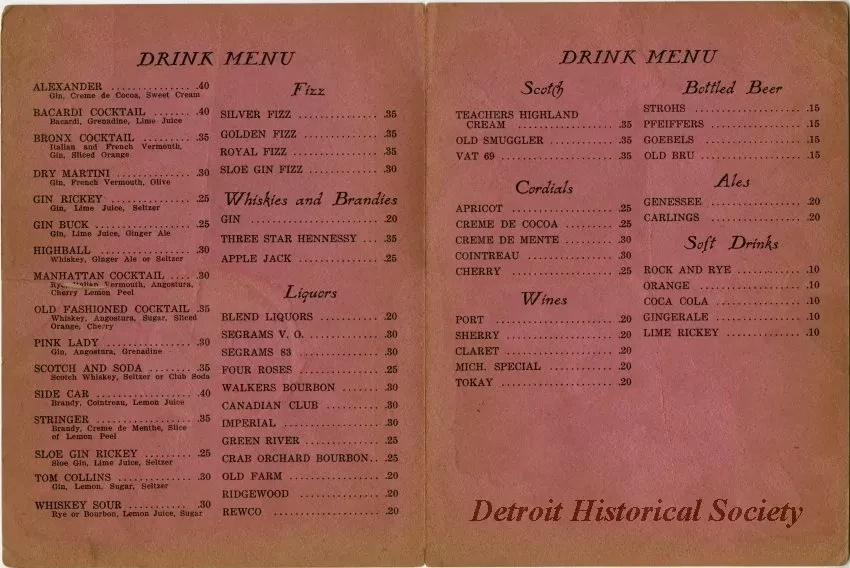 DRINK MENU
ALEXANDER .40
Gin, Creme de Cocoa, Sweet Cream
BACARDI COCKTAIL .40
Bacardi, Grenadine, Lime Juice
BRONX COCKTAIL .35
Italian and French Vermouth,
Gin, Sliced Orange
DRY MARTINI .30
Gin, French Vermouth, Olive
GIN RICKEY .25
Gin, Lime Juice, Seltzer
GIN BUCK .25
Gin, Lime Juice, Ginger Ale
HIGHBALL .30
Whiskey, Ginger Ale or Seltzer
MANHATTAN COCKTAIL .30
Rye, Italian Vermouth, Angostura,
Cherry Lemon Peel
OLD FASHIONED COCKTAIL .35
Whiskey, Angostura, Sugar, Sliced
Orange, Cherry
PINK LADY .30
Gin, Angostura, Grenadine
SCOTCH AND SODA .35
Scotch Whiskey, Seltzer or Club Soda
SIDE CAR .40
Brandy, Cointreau, Lemon Juice
STRINGER .35
Brandy, Creme de Menthe, Slice
of Lemon Peel
SLOE GIN RICKEY .25
Sloe Gin, Lime Juice, Seltzer
TOM COLLINS .30
Gin, Lemon, Sugar, Seltzer
WHISKEY SOUR .30
Rye or Bourbon, Lemon Juice, Sugar
Fizz
SILVER FIZZ .35
GOLDEN FIZZ .35
ROYAL FIZZ .35
SLOE GIN FIZZ .30
Whiskies and Brandies
GIN .20
THREE STAR HENNESSY .35
APPLE JACK .25
Liquors
BLEND LIQUORS .20
SEGRAMS V. O. .30
SEGRAMS 83 .30
FOUR ROSES .25
WALKERS BOURBON .30
CANADIAN CLUB .30
IMPERIAL .30
GREEN RIVER .25
CRAB ORCHARD BOURBON .25
OLD FARM .20
RIDGEWOOD .20
REWCO .20
DRINK MENU
Scotch
TEACHERS HIGHLAND
CREAM .35
OLD SMUGGLER .35
VAT 69 .35
Cordials
APRICOT .25
CREME DE COCOA .25
CREME DE MENTE .30
COINTREAU .30
CHERRY .25
Wines
PORT .20
SHERRY .20
CLARET .20
MICH. SPECIAL .20
TOKAY .20
Bottled Beer
STROHS .15
PFEIFFERS .15
GOEBELS .15
OLD BRU .15
Ales
GENESSEE .20
CARLINGS .20
Soft Drinks
ROCK AND RYE .10
ORANGE .10
COCA COLA .10
GINGERALE .10
LIME RICKEY .10
Detroit Historical Society